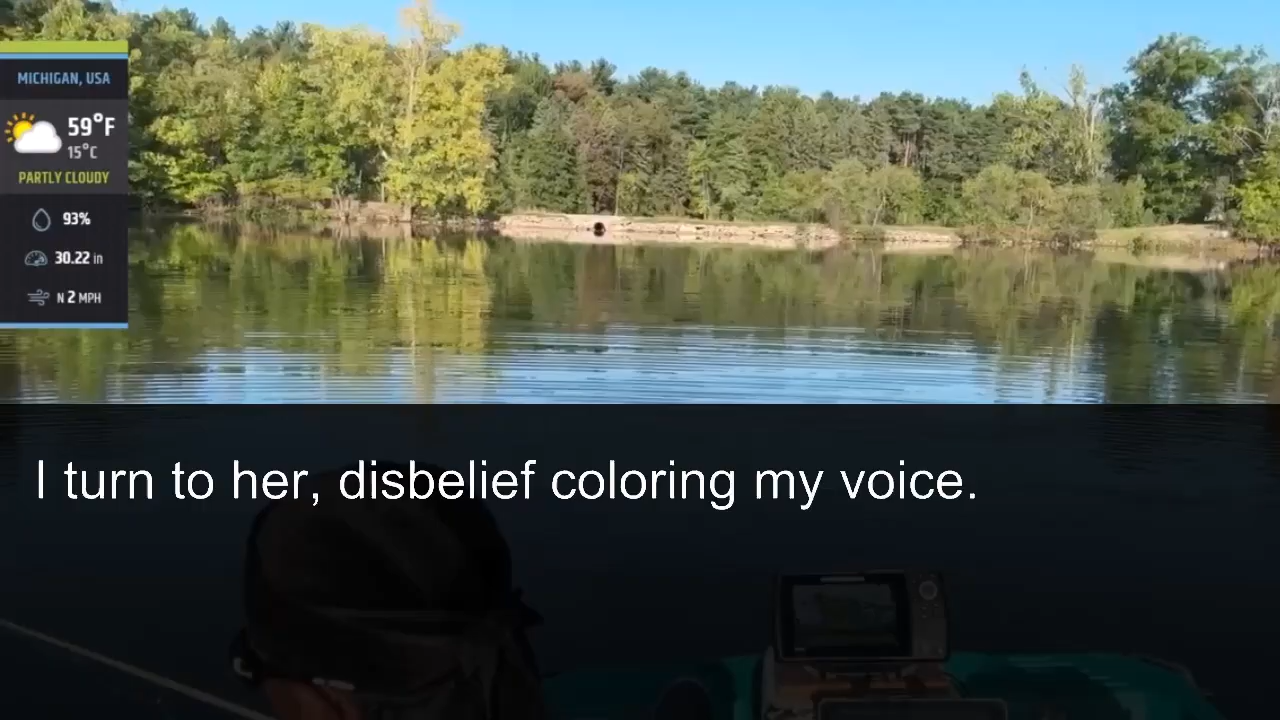 MICHIGAN, USA
59°F
15°C
PARTLY CLOUDY
93%
30.22 in
N 2 MPH
I turn to her, disbelief coloring my voice.